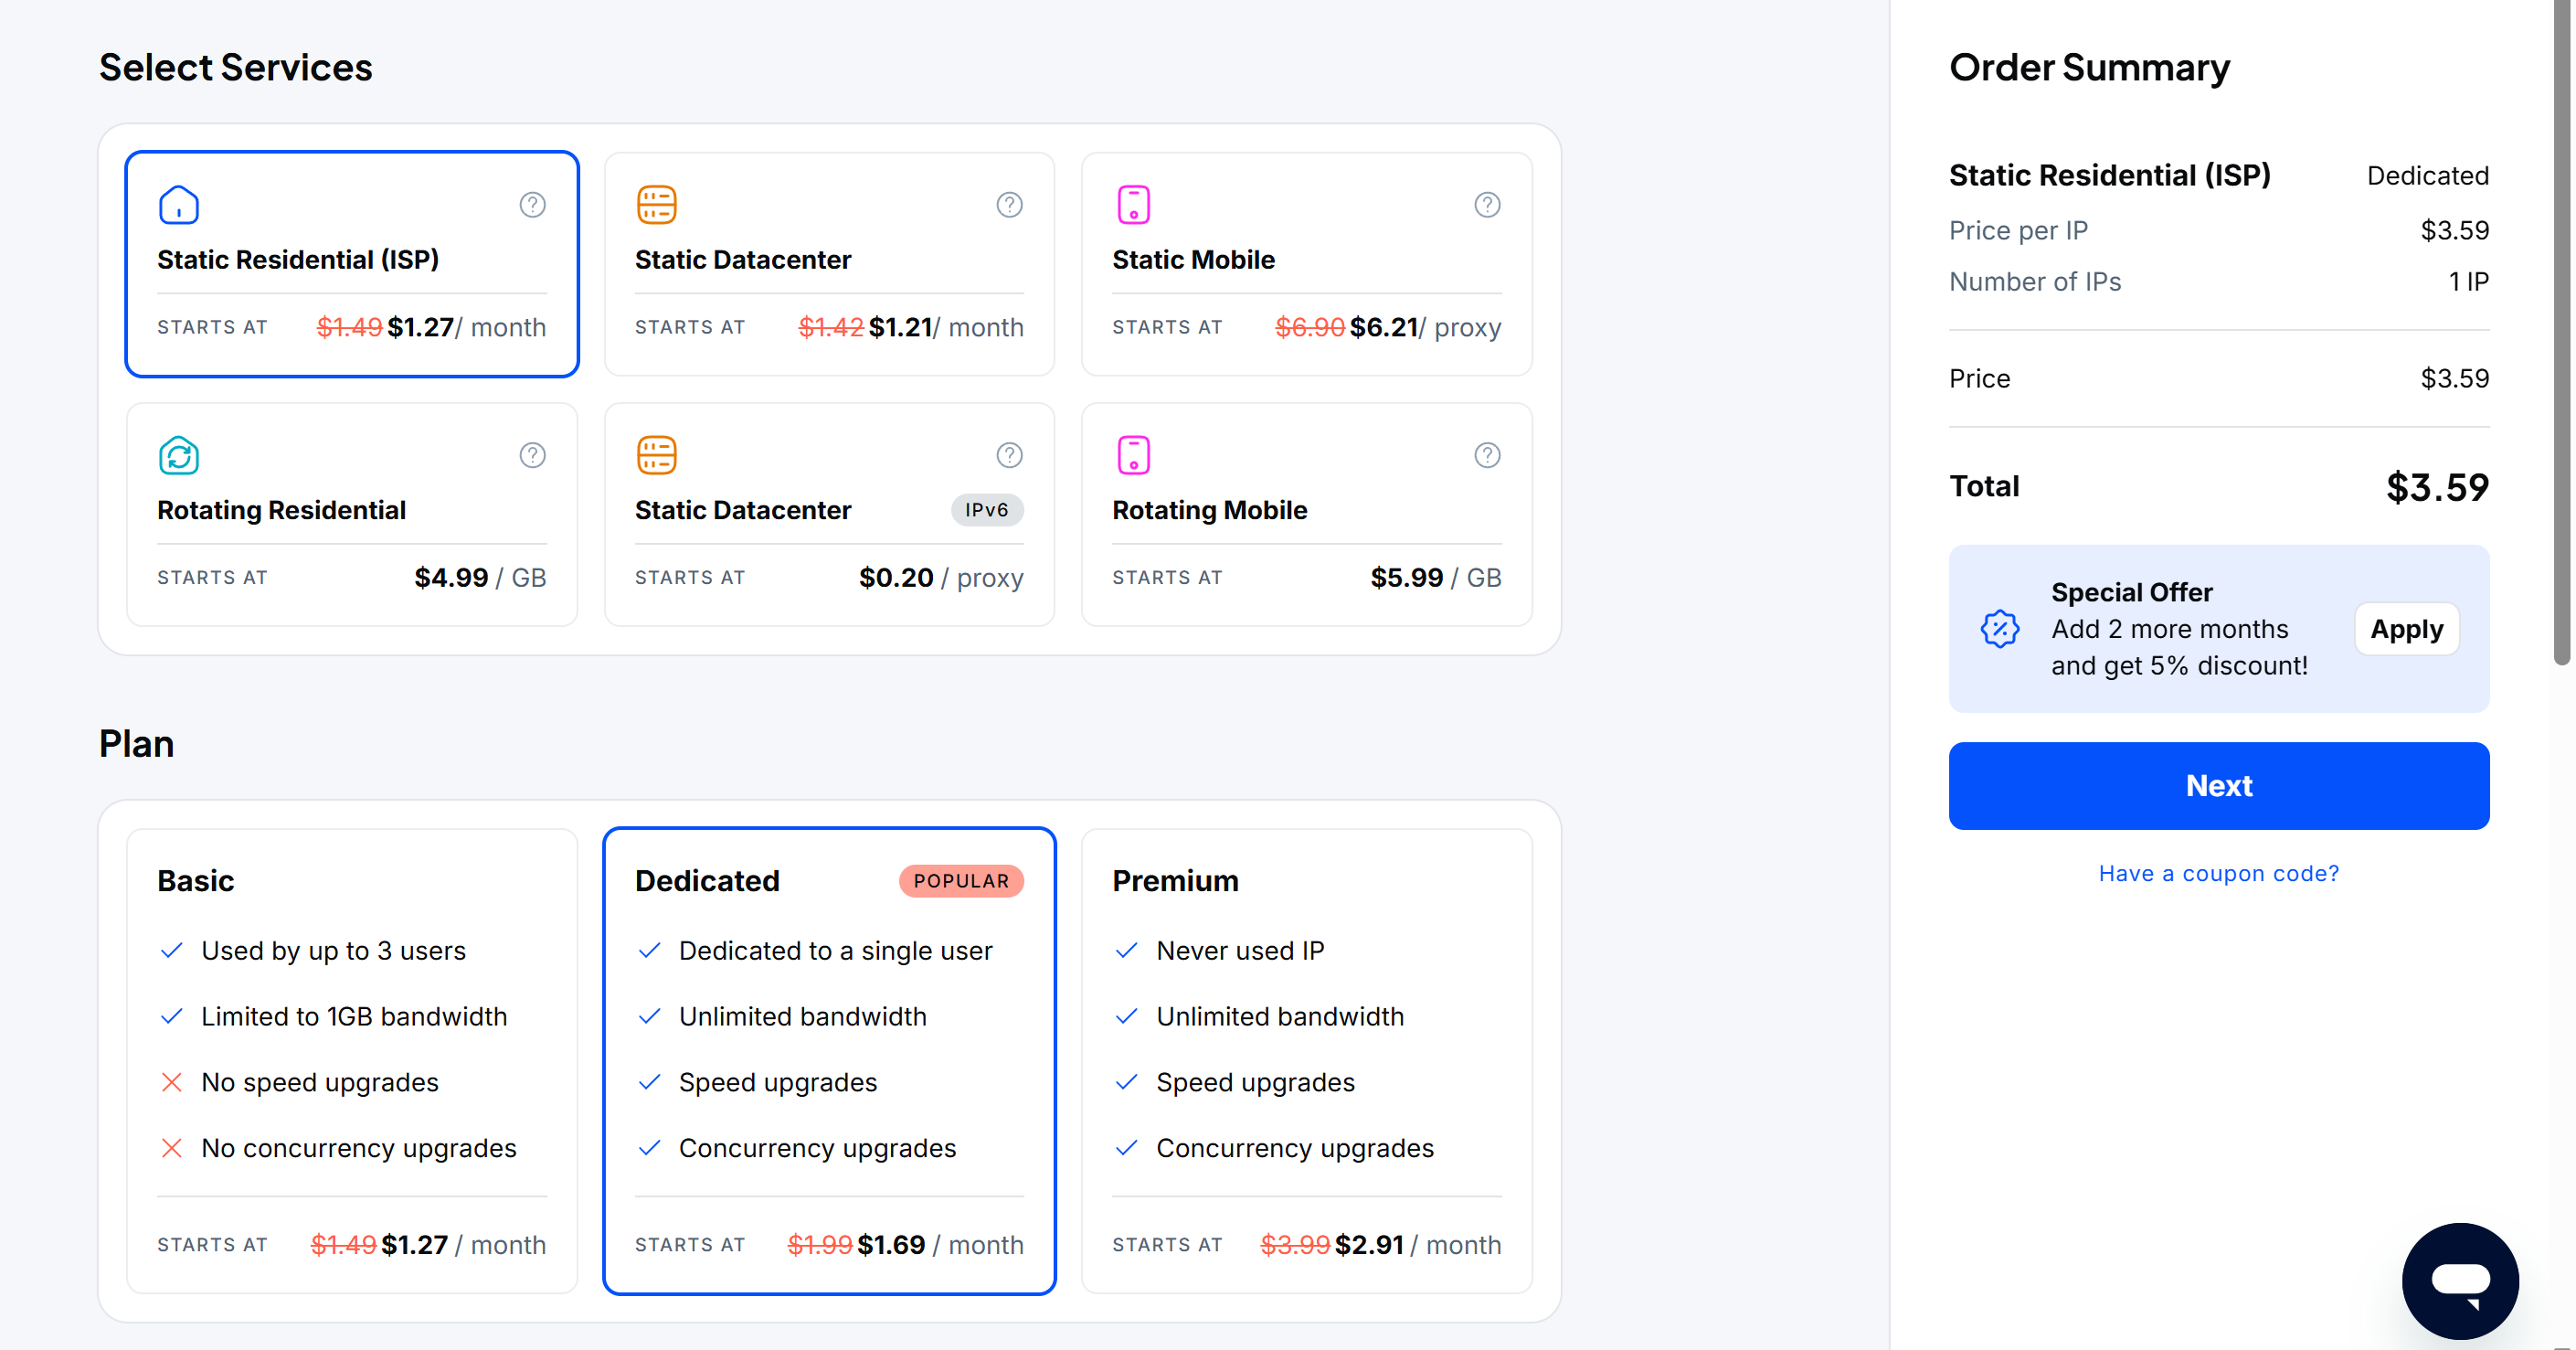 Select Services
Static Residential (ISP)
STARTS AT $1.49 $1.27/ month
Static Datacenter
STARTS AT $1.42 $1.21/ month
Static Mobile
STARTS AT $6.90 $6.21/ proxy
Rotating Residential
STARTS AT $4.99 / GB
Static Datacenter IPv6
STARTS AT $0.20 / proxy
Rotating Mobile
STARTS AT $5.99 / GB
Plan
Basic
Used by up to 3 users
Limited to 1GB bandwidth
No speed upgrades
No concurrency upgrades
STARTS AT $1.49 $1.27 / month
Dedicated POPULAR
Dedicated to a single user
Unlimited bandwidth
Speed upgrades
Concurrency upgrades
STARTS AT $1.99 $1.69 / month
Premium
Never used IP
Unlimited bandwidth
Speed upgrades
Concurrency upgrades
STARTS AT $3.99 $2.91 / month
Order Summary
Static Residential (ISP) Dedicated
Price per IP $3.59
Number of IPs 1 IP
Price $3.59
Total $3.59
Special Offer
Add 2 more months
and get 5% discount!
Apply
Next
Have a coupon code?